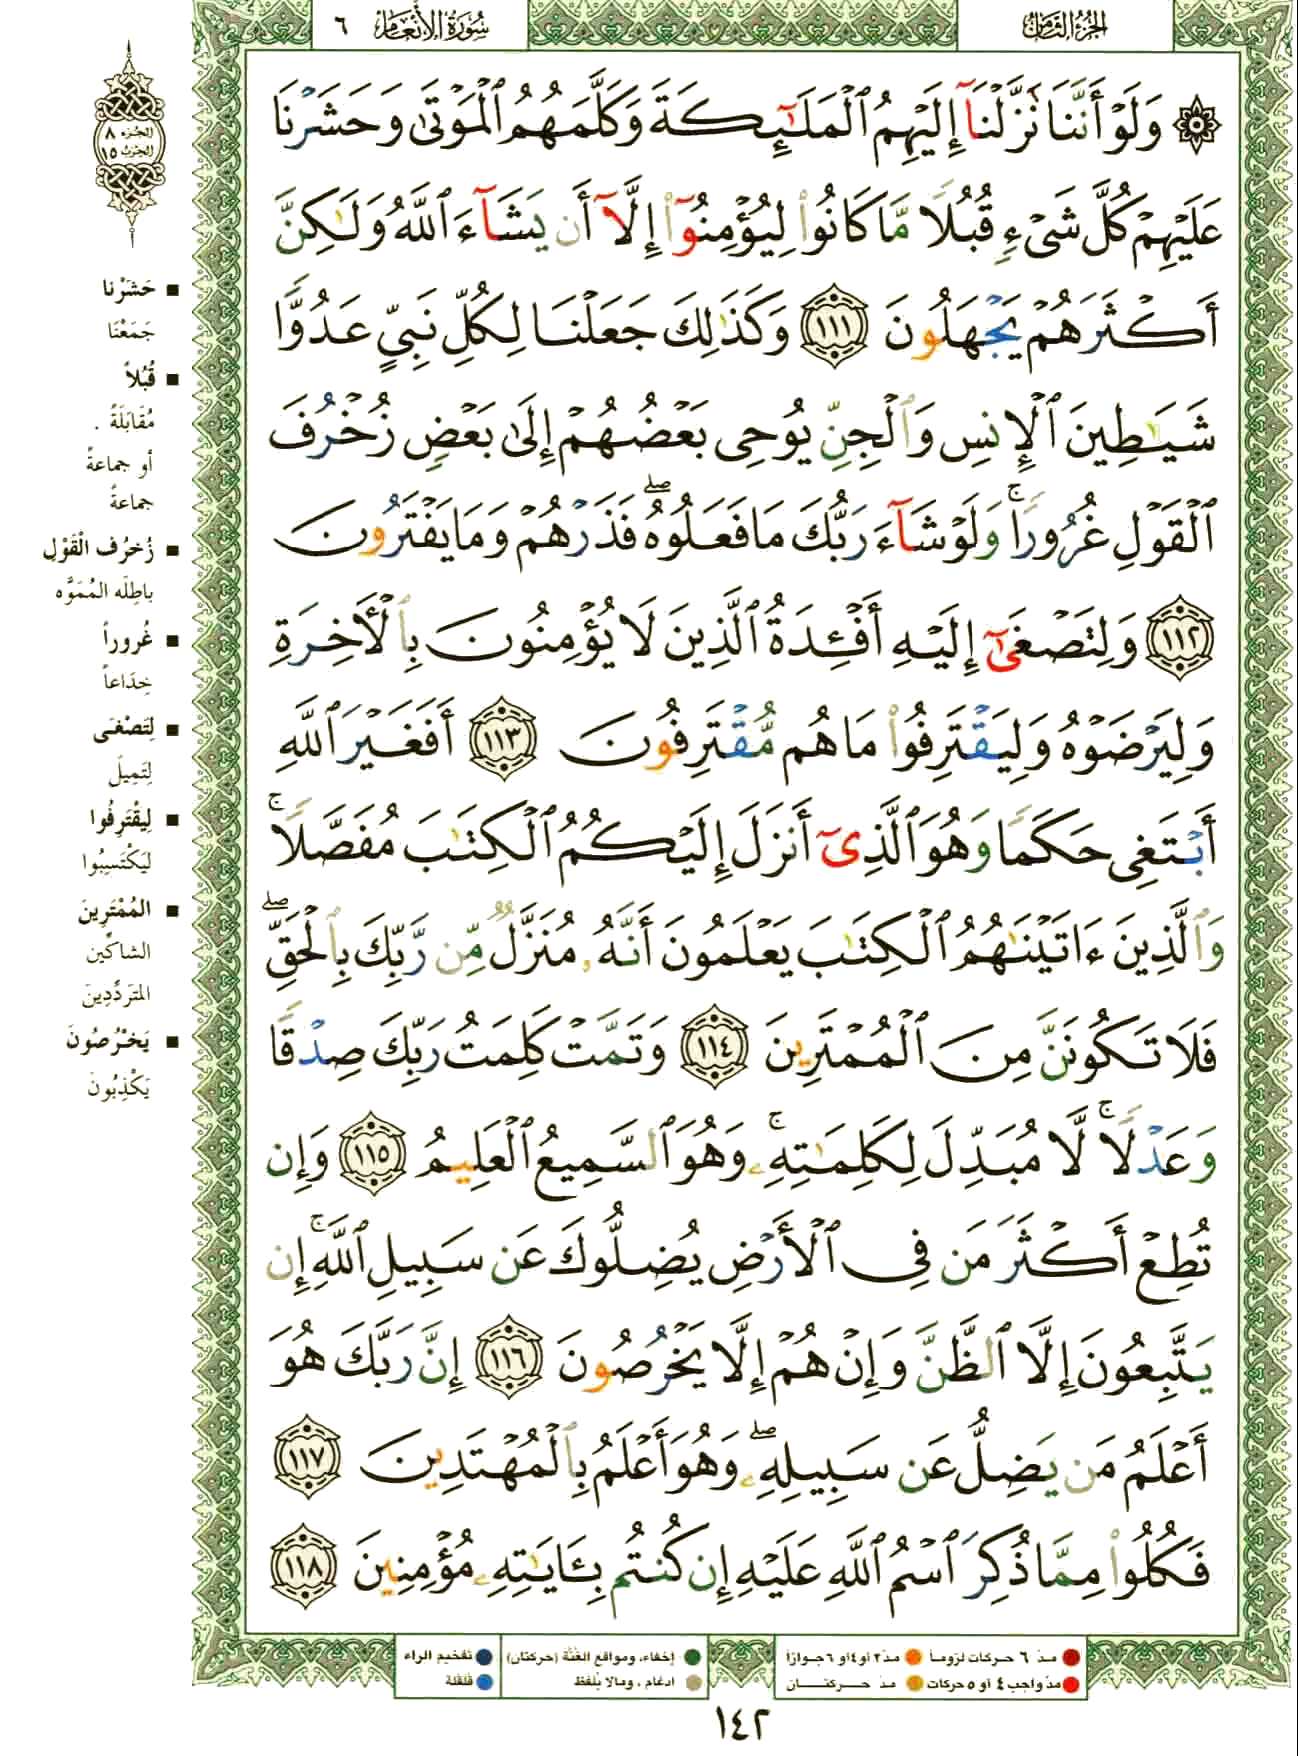 الجزء الثامن
سورة الأنعام ٦
۞ وَلَوْ أَنَّنَا نَزَّلْنَآ إِلَيْهِمُ ٱلْمَلَٰٓئِكَةَ وَكَلَّمَهُمُ ٱلْمَوْتَىٰ وَحَشَرْنَا
عَلَيْهِمْ كُلَّ شَىْءٍ قُبُلًا مَّا كَانُوا۟ لِيُؤْمِنُوٓا۟ إِلَّآ أَن يَشَآءَ ٱللَّهُ وَلَٰكِنَّ
أَكْثَرَهُمْ يَجْهَلُونَ ١١١ وَكَذَٰلِكَ جَعَلْنَا لِكُلِّ نَبِىٍّ عَدُوًّا
شَيَٰطِينَ ٱلْإِنسِ وَٱلْجِنِّ يُوحِى بَعْضُهُمْ إِلَىٰ بَعْضٍ زُخْرُفَ
ٱلْقَوْلِ غُرُورًا ۚ وَلَوْ شَآءَ رَبُّكَ مَا فَعَلُوهُ ۖ فَذَرْهُمْ وَمَا يَفْتَرُونَ
١١٢ وَلِتَصْغَىٰٓ إِلَيْهِ أَفْـِٔدَةُ ٱلَّذِينَ لَا يُؤْمِنُونَ بِٱلْـَٔاخِرَةِ
وَلِيَرْضَوْهُ وَلِيَقْتَرِفُوا۟ مَا هُم مُّقْتَرِفُونَ ١١٣ أَفَغَيْرَ ٱللَّهِ
أَبْتَغِى حَكَمًا وَهُوَ ٱلَّذِىٓ أَنزَلَ إِلَيْكُمُ ٱلْكِتَٰبَ مُفَصَّلًا ۚ
وَٱلَّذِينَ ءَاتَيْنَٰهُمُ ٱلْكِتَٰبَ يَعْلَمُونَ أَنَّهُۥ مُنَزَّلٌ مِّن رَّبِّكَ بِٱلْحَقِّ ۖ
فَلَا تَكُونَنَّ مِنَ ٱلْمُمْتَرِينَ ١١٤ وَتَمَّتْ كَلِمَتُ رَبِّكَ صِدْقًا
وَعَدْلًا ۚ لَّا مُبَدِّلَ لِكَلِمَٰتِهِۦ ۚ وَهُوَ ٱلسَّمِيعُ ٱلْعَلِيمُ ١١٥ وَإِن
تُطِعْ أَكْثَرَ مَن فِى ٱلْأَرْضِ يُضِلُّوكَ عَن سَبِيلِ ٱللَّهِ ۚ إِن
يَتَّبِعُونَ إِلَّا ٱلظَّنَّ وَإِنْ هُمْ إِلَّا يَخْرُصُونَ ١١٦ إِنَّ رَبَّكَ هُوَ
أَعْلَمُ مَن يَضِلُّ عَن سَبِيلِهِۦ ۖ وَهُوَ أَعْلَمُ بِٱلْمُهْتَدِينَ ١١٧
فَكُلُوا۟ مِمَّا ذُكِرَ ٱسْمُ ٱللَّهِ عَلَيْهِ إِن كُنتُم بِـَٔايَٰتِهِۦ مُؤْمِنِينَ ١١٨
الجزء ٨
الحزب ١٥
■ حَشَرْنا
جَمَعْنَا
■ قُبُلاً
مُقَابَلَةً .
أو جماعةً
جماعةً
■ زُخرُف الْقَوْلِ
باطِلَه المُمَوَّه
■ غُروراً
خِدَاعاً
■ لِتَصْغى
لِتَمِيلَ
■ لِيَقْتَرِفُوا
لِيَكْتَسِبُوا
■ المُمْتَرِينَ
الشاكِّين
المتردِّدِينَ
■ يَخْرُصُونَ
يَكْذِبُونَ
مدّ ٦ حركات لزوماً
مدّ ٢ أو ٤ أو ٦ جوازاً
مدّ واجب ٤ أو ٥ حركات
مدّ حركتان
إخفاء، ومواقع الغُنَّة (حركتان)
ادغام، وما لا يُلفَظ
تفخيم الراء
قلقلة
١٤٢